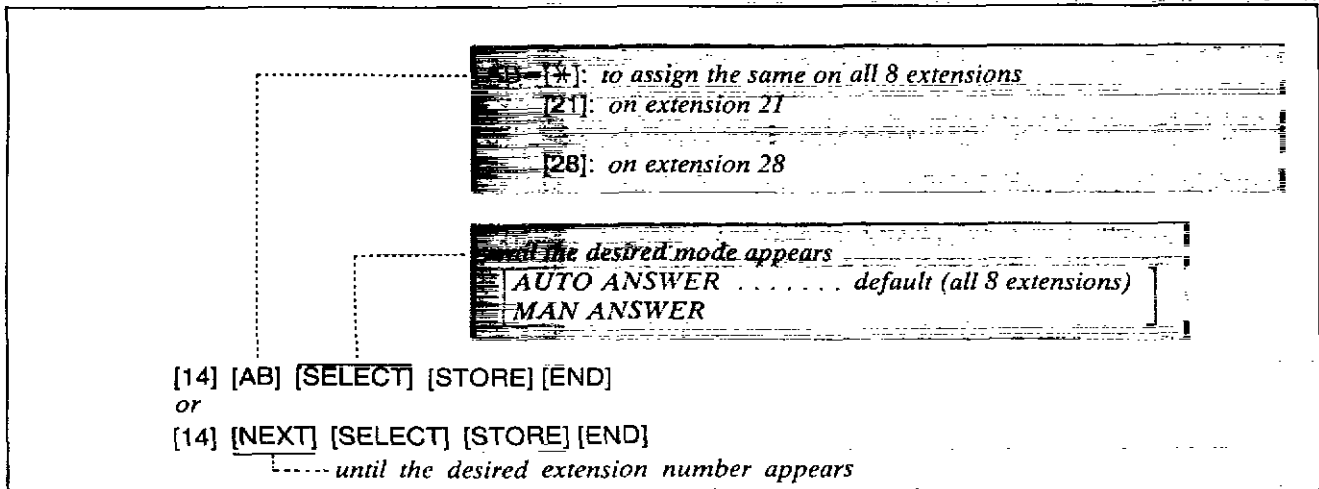 AB=[*]: to assign the same on all 8 extensions
[21]: on extension 21
:
[28]: on extension 28
until the desired mode appears
[AUTO ANSWER ....... default (all 8 extensions)]
[MAN ANSWER]
[14] [AB] [SELECT] [STORE] [END]
or
[14] [NEXT] [SELECT] [STORE] [END]
until the desired extension number appears